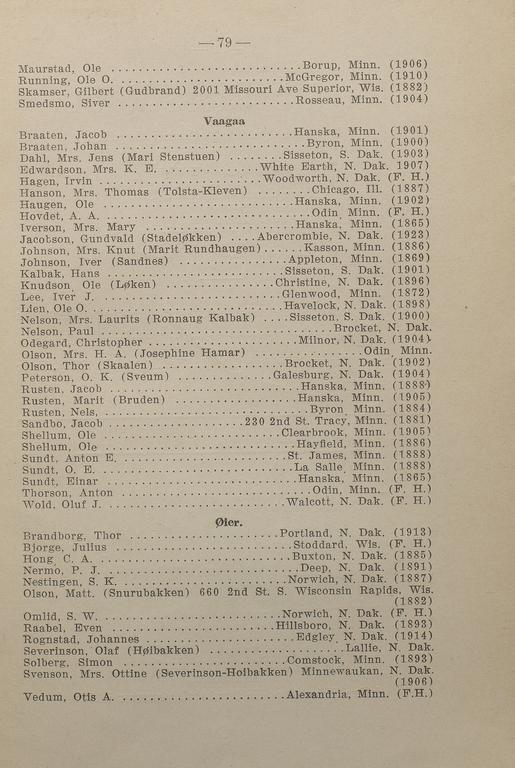 — 79 —
Maurstad, Ole ............................Borup, Minn. (1906)
Running, Ole O. ........................McGregor, Minn. (1910)
Skamser, Gilbert (Gudbrand) 2001 Missouri Ave Superior, Wis. (1882)
Smedsmo, Siver ...........................Rosseau, Minn. (1904)
Vaagaa
Braaten, Jacob ..........................Hanska, Minn. (1901)
Braaten, Johan ............................Byron, Minn. (1900)
Dahl, Mrs. Jens (Mari Stenstuen) ........Sisseton, S. Dak. (1903)
Edwardson, Mrs. K. E. ..............White Earth, N. Dak. 1907)
Hagen, Irvin .........................Woodworth, N. Dak. (F. H.)
Hanson, Mrs. Thomas (Tolsta-Kleven) ........Chicago, Ill. (1887)
Haugen, Ole .............................Hanska, Minn. (1902)
Hovdet, A. A. ..............................Odin, Minn. (F. H.)
Iverson, Mrs. Mary .......................Hanska, Minn. (1865)
Jacobson, Gundvald (Stadeløkken) ....Abercrombie, N. Dak. (1923)
Johnson, Mrs. Knut (Marit Rundhaugen)......Kasson, Minn. (1886)
Johnson, Iver (Sandnes) ................Appleton, Minn. (1869)
Kalbak, Hans ...........................Sisseton, S. Dak. (1901)
Knudson, Ole (Løken) .................Christine, N. Dak. (1896)
Lee, Iver J. ...........................Glenwood, Minn. (1872)
Lien, Ole O. ............................Havelock, N. Dak. (1898)
Nelson, Mrs. Laurits (Ronnaug Kalbak) ....Sisseton, S. Dak. (1900)
Nelson, Paul ..................................Brocket, N. Dak.
Odegard, Christopher ......................Milnor, N. Dak. (1904)
Olson, Mrs. H. A. (Josephine Hamar) ...............Odin, Minn.
Olson, Thor (Skaalen) ..................Brocket, N. Dak. (1902)
Peterson, O. K. (Sveum) ...............Galesburg, N. Dak. (1904)
Rusten, Jacob ............................Hanska, Minn. (1888)
Rusten, Marit (Bruden) ...................Hanska, Minn. (1905)
Rusten, Nels, ..............................Byron, Minn. (1884)
Sandbo, Jacob ....................230 2nd St. Tracy, Minn. (1881)
Shellum, Ole ..........................Clearbrook, Minn. (1905)
Shellum, Ole ............................Hayfield, Minn. (1886)
Sundt, Anton E. ........................St. James, Minn. (1888)
Sundt, O. E. ............................La Salle, Minn. (1888)
Sundt, Einar ............................Hanska, Minn. (1865)
Thorson, Anton ............................Odin, Minn. (F. H.)
Wold, Oluf J. .........................Walcott, N. Dak. (F. H.)
Øier.
Brandborg, Thor .......................Portland, N. Dak. (1913)
Bjorge, Julius .........................Stoddard, Wis. (F. H.)
Hong C. A. .............................Buxton, N. Dak. (1885)
Nermo, P. J. .............................Deep, N. Dak. (1891)
Nestingen, S. K. ........................Norwich, N. Dak. (1887)
Olson, Matt. (Snurubakken) 660 2nd St. S. Wisconsin Rapids, Wis.
(1882)
Omlid, S. W. ..........................Norwich, N. Dak. (F. H.)
Raabel, Even .........................Hillsboro, N. Dak. (1893)
Rognstad, Johannes ......................Edgley, N. Dak. (1914)
Severinson, Olaf (Høibakken) .....................Lallie, N. Dak.
Solberg, Simon .........................Comstock, Minn. (1893)
Svenson, Mrs. Ottine (Severinson-Hoibakken) Minnewaukan, N. Dak.
(1906)
Vedum, Otis A. ........................Alexandria, Minn. (F.H.)